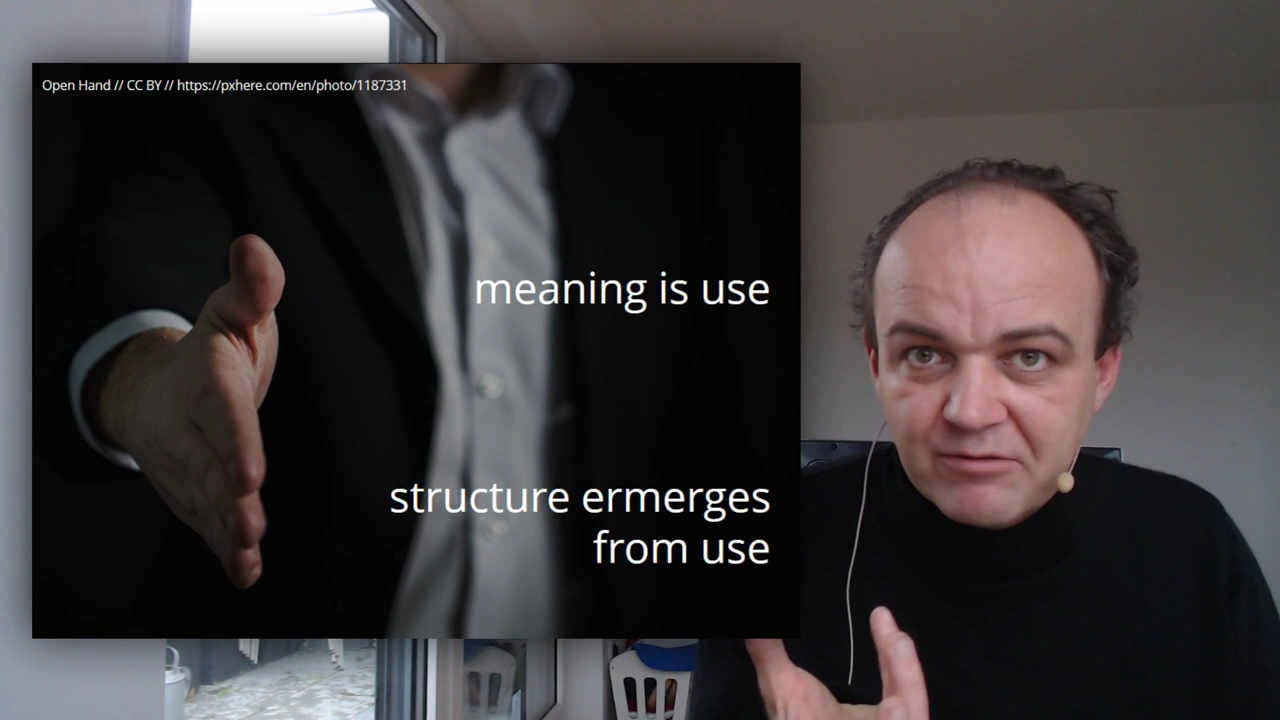 Open Hand // CC BY // https://pxhere.com/en/photo/1187331
meaning is use
structure ermerges
from use